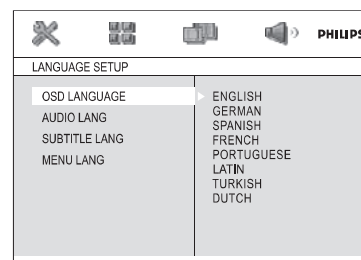 PHILIPS
LANGUAGE SETUP
OSD LANGUAGE
AUDIO LANG
SUBTITLE LANG
MENU LANG
ENGLISH
GERMAN
SPANISH
FRENCH
PORTUGUESE
LATIN
TURKISH
DUTCH